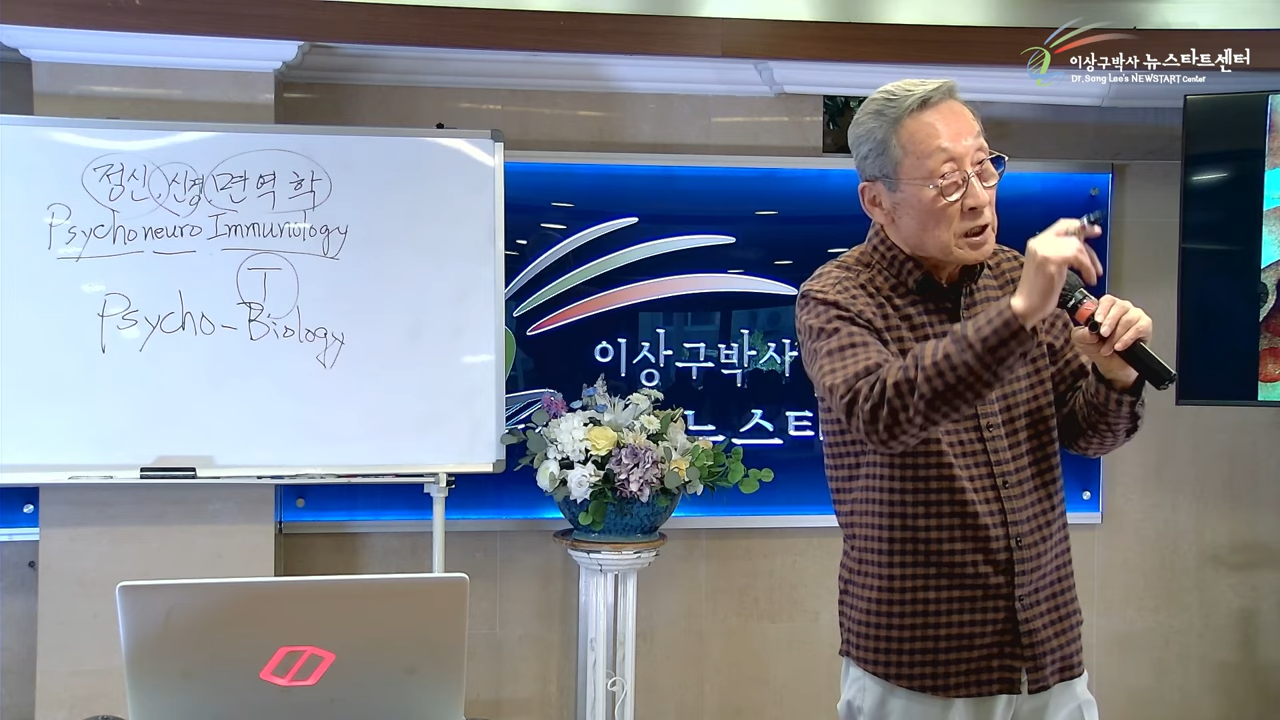 정신신경면역학
Psychoneuro Immunology
T
Psycho-Biology
이상구박사
뉴스타
이상구박사 뉴스타트센터
Dr. Sang Lee's NEWSTART Center